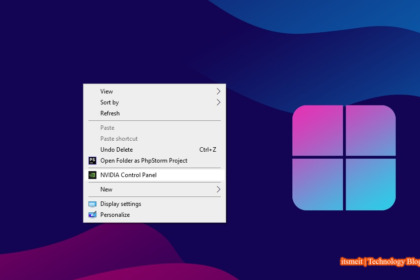 View
Sort by
Refresh
Paste
Paste shortcut
Undo Delete Ctrl+Z
Open Folder as PhpStorm Project
NVIDIA Control Panel
New
Display settings
Personalize
itsmeit | Technology Blog